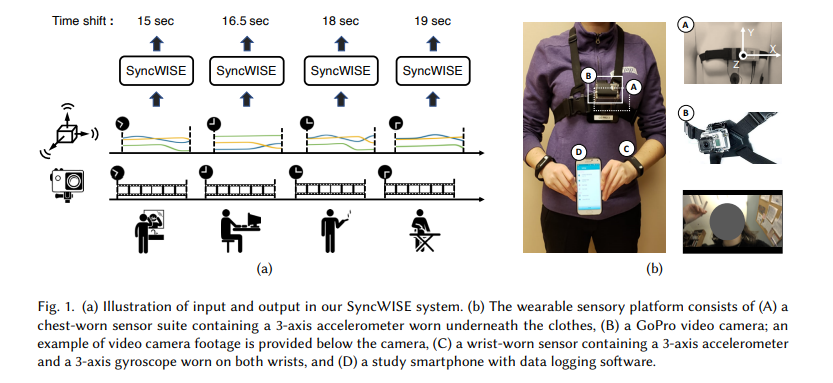 Time shift :
15 sec
16.5 sec
18 sec
19 sec
SyncWISE
SyncWISE
SyncWISE
SyncWISE
(a)
A
B
A
D
C
Y
X
Z
B
(b)
Fig. 1. (a) Illustration of input and output in our SyncWISE system. (b) The wearable sensory platform consists of (A) a
chest-worn sensor suite containing a 3-axis accelerometer worn underneath the clothes, (B) a GoPro video camera; an
example of video camera footage is provided below the camera, (C) a wrist-worn sensor containing a 3-axis accelerometer
and a 3-axis gyroscope worn on both wrists, and (D) a study smartphone with data logging software.